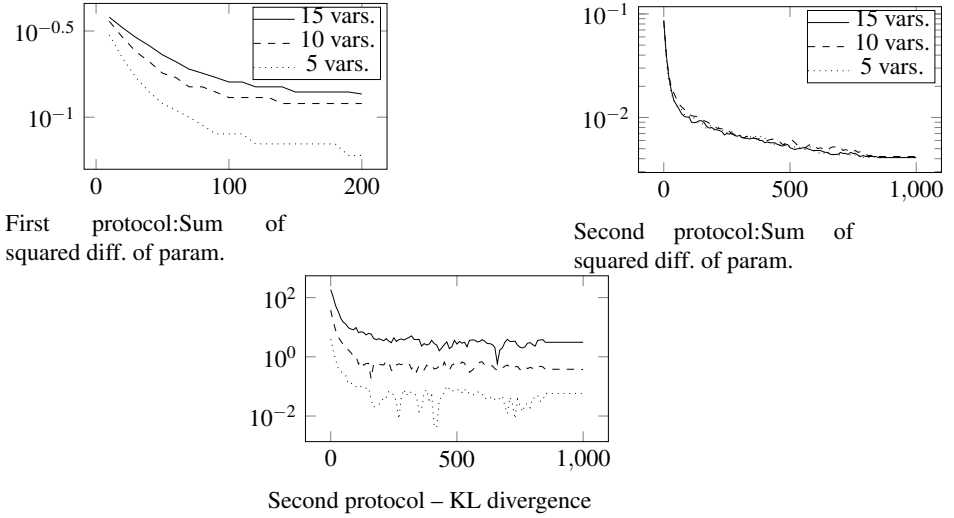 10^−0.5
10^−1
0 100 200
15 vars.
10 vars.
5 vars.
First protocol:Sum of
squared diff. of param.
10^−1
10^−2
0 500 1,000
15 vars.
10 vars.
5 vars.
Second protocol:Sum of
squared diff. of param.
10^2
10^0
10^−2
0 500 1,000
Second protocol – KL divergence